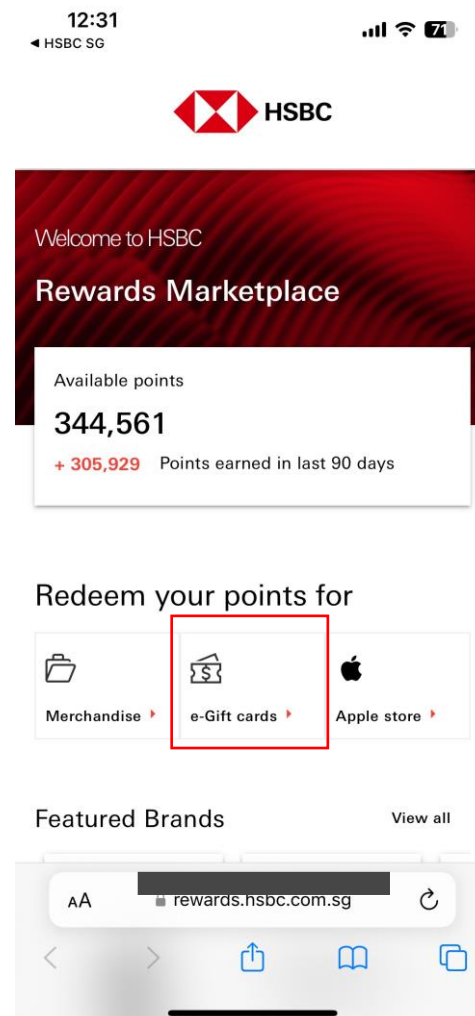 12:31
71
◀ HSBC SG
HSBC
Welcome to HSBC
Rewards Marketplace
Available points
344,561
+ 305,929 Points earned in last 90 days
Redeem your points for
Merchandise e-Gift cards Apple store
Featured Brands View all
AA rewards.hsbc.com.sg